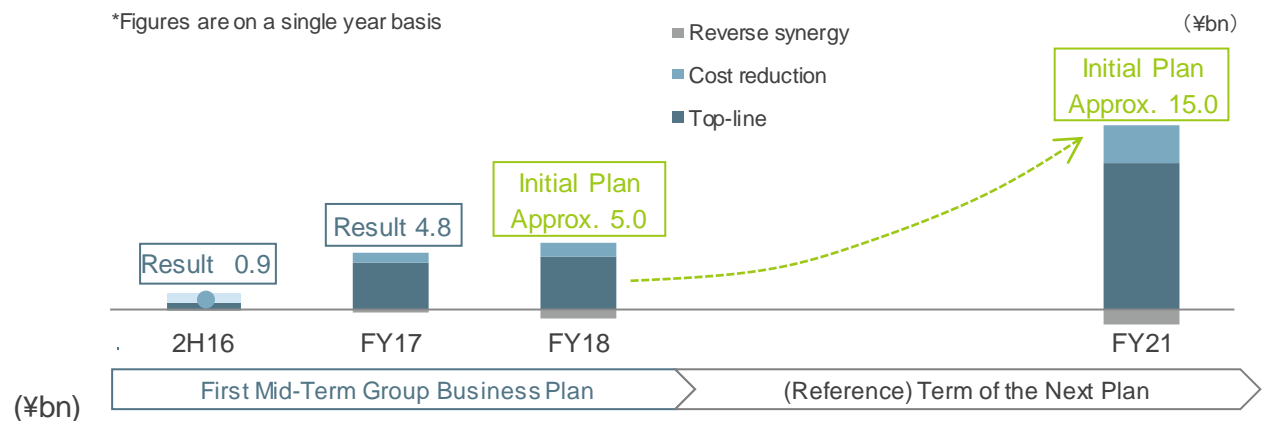 *Figures are on a single year basis
(¥bn)
Reverse synergy
Cost reduction
Top-line
Initial Plan
Approx. 15.0
Initial Plan
Approx. 5.0
Result 4.8
Result 0.9
2H16 FY17 FY18 FY21
First Mid-Term Group Business Plan (Reference) Term of the Next Plan
(¥bn)